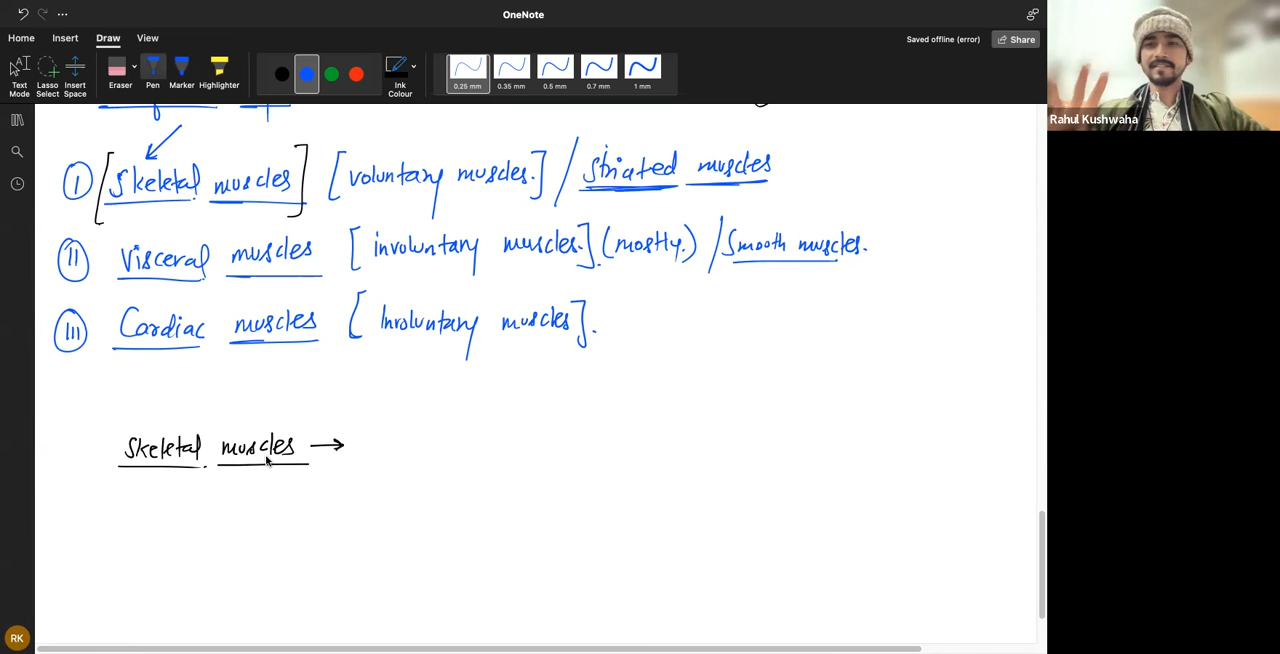 OneNote
Home Insert Draw View
Saved offline (error) Share
Text Mode Lasso Select Insert Space Eraser Pen Marker Highlighter Ink Colour 0.25 mm 0.35 mm 0.5 mm 0.7 mm 1 mm
Rahul Kushwaha
I [Skeletal muscles] [voluntary muscles.] / Striated muscles
II Visceral muscles [involuntary muscles.] (mostly.) / Smooth muscles.
III Cardiac muscles [Involuntary muscles].
Skeletal muscles →
RK